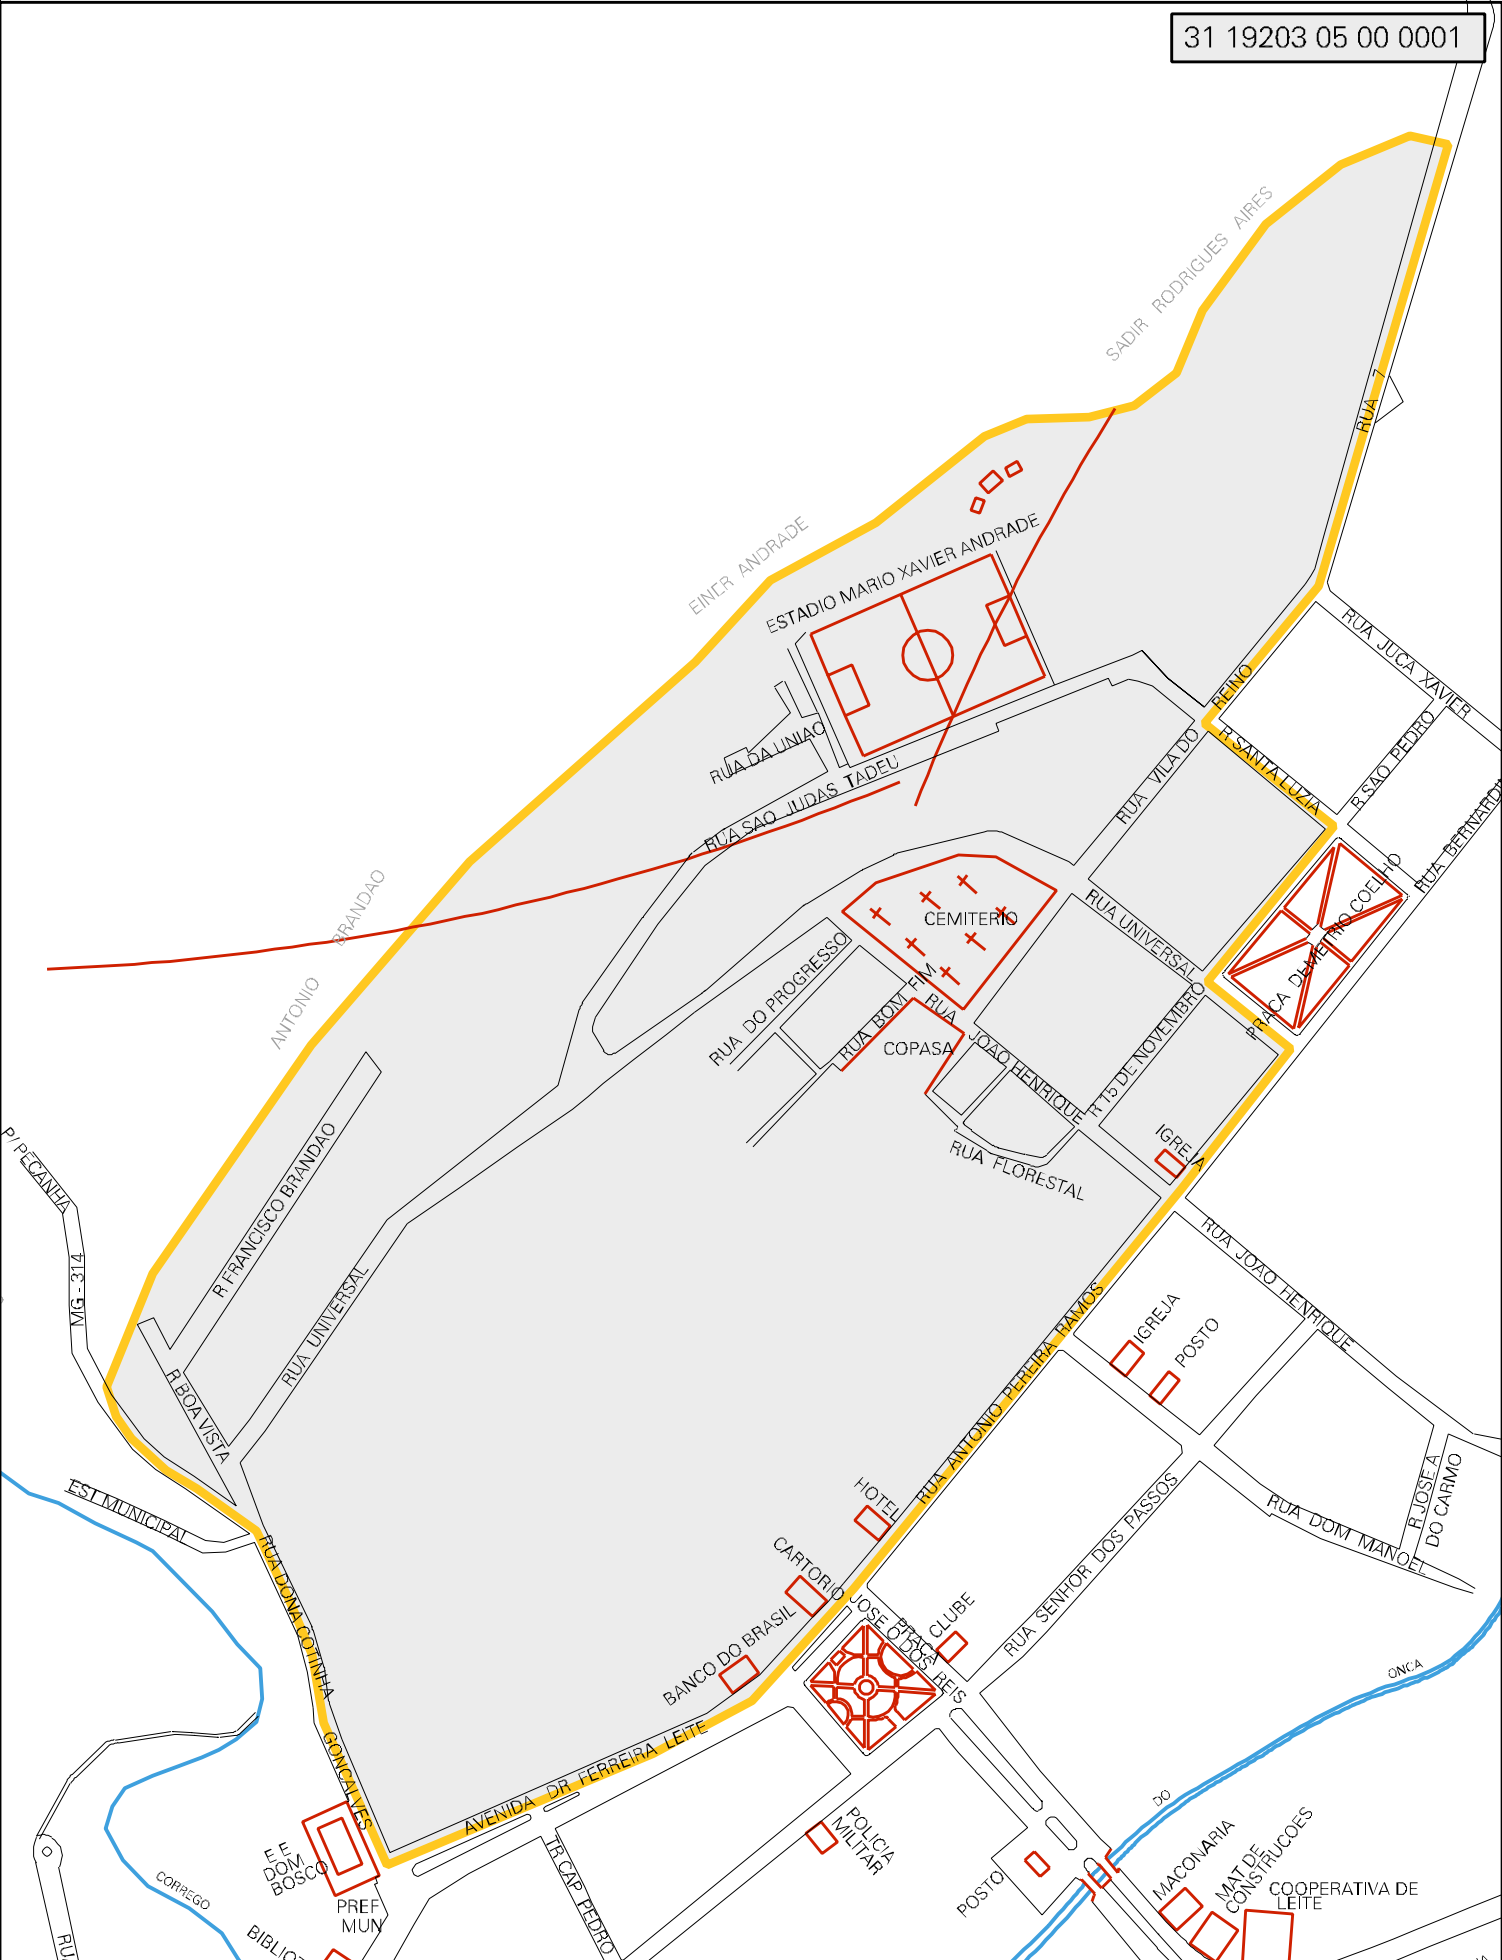 31 19203 05 00 0001
SADIR RODRIGUES AIRES
RUA 7
EINER ANDRADE
ESTADIO MARIO XAVIER ANDRADE
RUA JUCA XAVIER
REINO
RUA VILA DO
R SANTA LUZIA
R SAO PEDRO
RUA DA UNIAO
RUA SAO JUDAS TADEU
ANTONIO BRANDAO
CEMITERIO
RUA UNIVERSAL
PRACA DEMETRIO COELHO
RUA DO PROGRESSO
RUA BOM FIM
COPASA
RUA JOAO HENRIQUE
R 15 DE NOVEMBRO
IGREJA
RUA FLORESTAL
P/ PECANHA
MG - 314
R FRANCISCO BRANDAO
RUA UNIVERSAL
R BOA VISTA
RUA JOAO HENRIQUE
IGREJA
POSTO
RUA ANTONIO PEREIRA RAMOS
R JOSE A
DO CARMO
RUA DOM MANOEL
RUA SENHOR DOS PASSOS
EST MUNICIPAL
HOTEL
CARTORIO
BANCO DO BRASIL
CLUBE
PRACA
JOSE O DOS REIS
RUA DONA COTINHA
GONCALVES
AVENIDA DR FERREIRA LEITE
ONCA
DO
CORREGO
E E
DOM
BOSCO
PREF
MUN
TR CAP PEDRO
POLICIA
MILITAR
POSTO
MACONARIA
MAT DE
CONSTRUCOES
COOPERATIVA DE
LEITE